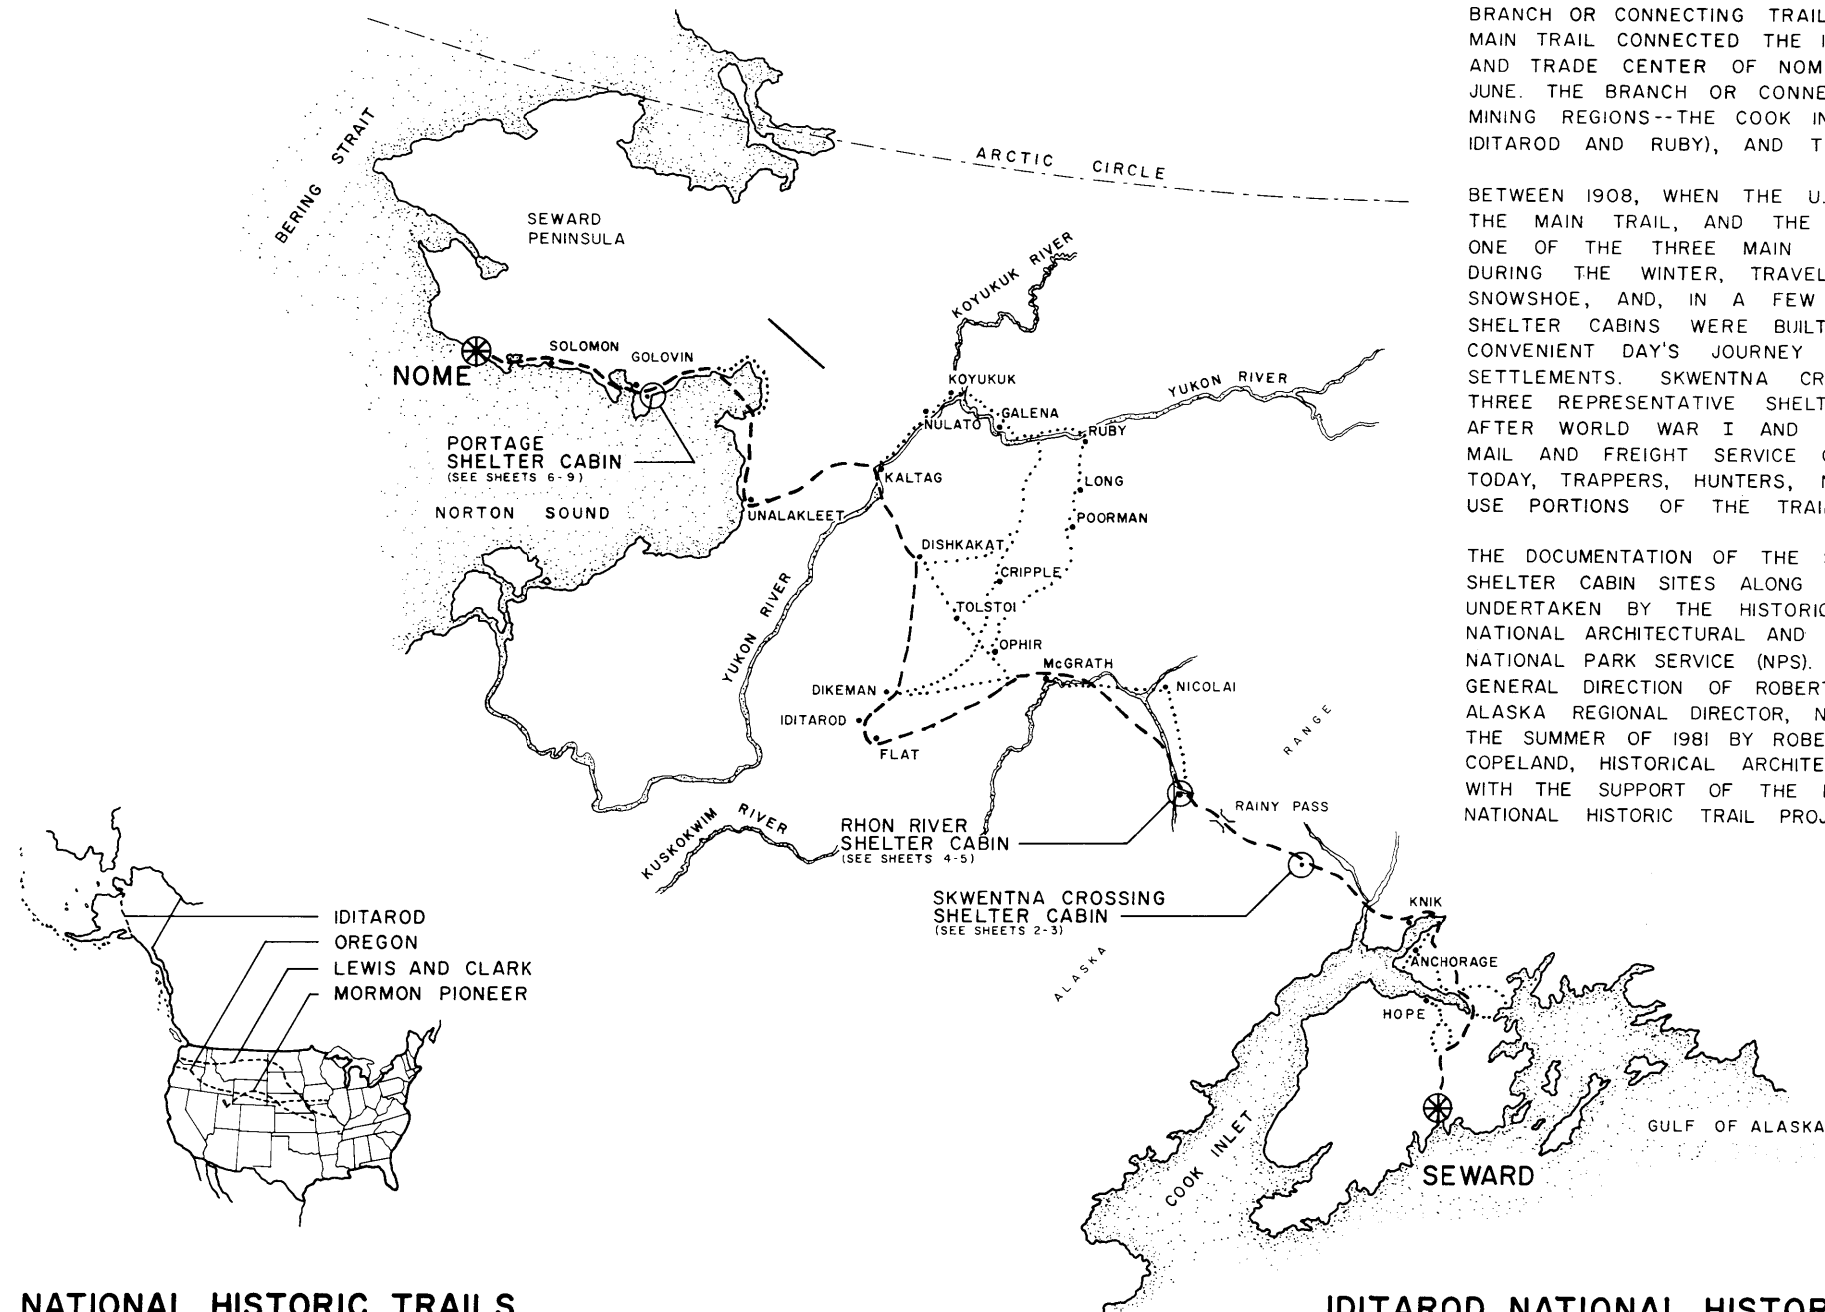 BRANCH OR CONNECTING TRAIL
MAIN TRAIL CONNECTED THE
AND TRADE CENTER OF NOM
JUNE. THE BRANCH OR CONNE
MINING REGIONS--THE COOK IN
IDITAROD AND RUBY), AND T
BETWEEN 1908, WHEN THE U.
THE MAIN TRAIL, AND THE
ONE OF THE THREE MAIN
DURING THE WINTER, TRAVEL
SNOWSHOE, AND, IN A FEW
SHELTER CABINS WERE BUILT
CONVENIENT DAY'S JOURNEY
SETTLEMENTS. SKWENTNA CR
THREE REPRESENTATIVE SHELT
AFTER WORLD WAR I AND
MAIL AND FREIGHT SERVICE
TODAY, TRAPPERS, HUNTERS,
USE PORTIONS OF THE TRAI
THE DOCUMENTATION OF THE
SHELTER CABIN SITES ALONG
UNDERTAKEN BY THE HISTORIC
NATIONAL ARCHITECTURAL AND
NATIONAL PARK SERVICE (NPS).
GENERAL DIRECTION OF ROBERT
ALASKA REGIONAL DIRECTOR, N
THE SUMMER OF 1981 BY ROBE
COPELAND, HISTORICAL ARCHITE
WITH THE SUPPORT OF THE
NATIONAL HISTORIC TRAIL PROJ
BERING STRAIT
ARCTIC CIRCLE
SEWARD
PENINSULA
KOYUKUK RIVER
SOLOMON
GOLOVIN
NOME
KOYUKUK
YUKON RIVER
GALENA
NULATO
RUBY
PORTAGE
SHELTER CABIN
(SEE SHEETS 6-9)
KALTAG
LONG
NORTON SOUND
UNALAKLEET
POORMAN
DISHKAKAT
CRIPPLE
TOLSTOI
YUKON RIVER
OPHIR
McGRATH
DIKEMAN
NICOLAI
IDITAROD
FLAT
RANGE
RAINY PASS
KUSKOKWIM RIVER
RHON RIVER
SHELTER CABIN
(SEE SHEETS 4-5)
SKWENTNA CROSSING
SHELTER CABIN
(SEE SHEETS 2-3)
KNIK
ALASKA
ANCHORAGE
HOPE
IDITAROD
OREGON
LEWIS AND CLARK
MORMON PIONEER
COOK INLET
GULF OF ALASKA
SEWARD
NATIONAL HISTORIC TRAILS
IDITAROD NATIONAL HISTOR